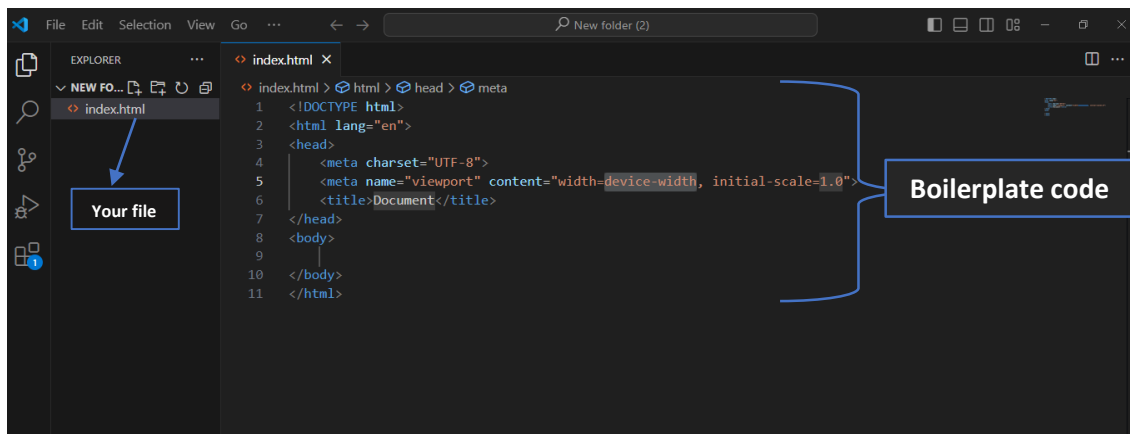 File Edit Selection View Go ··· New folder (2)
EXPLORER ···
index.html
NEW FO...
index.html
index.html > html > head > meta
1 <!DOCTYPE html>
2 <html lang="en">
3 <head>
4 <meta charset="UTF-8">
5 <meta name="viewport" content="width=device-width, initial-scale=1.0">
6 <title>Document</title>
7 </head>
8 <body>
9
10 </body>
11 </html>
Your file
Boilerplate code
1